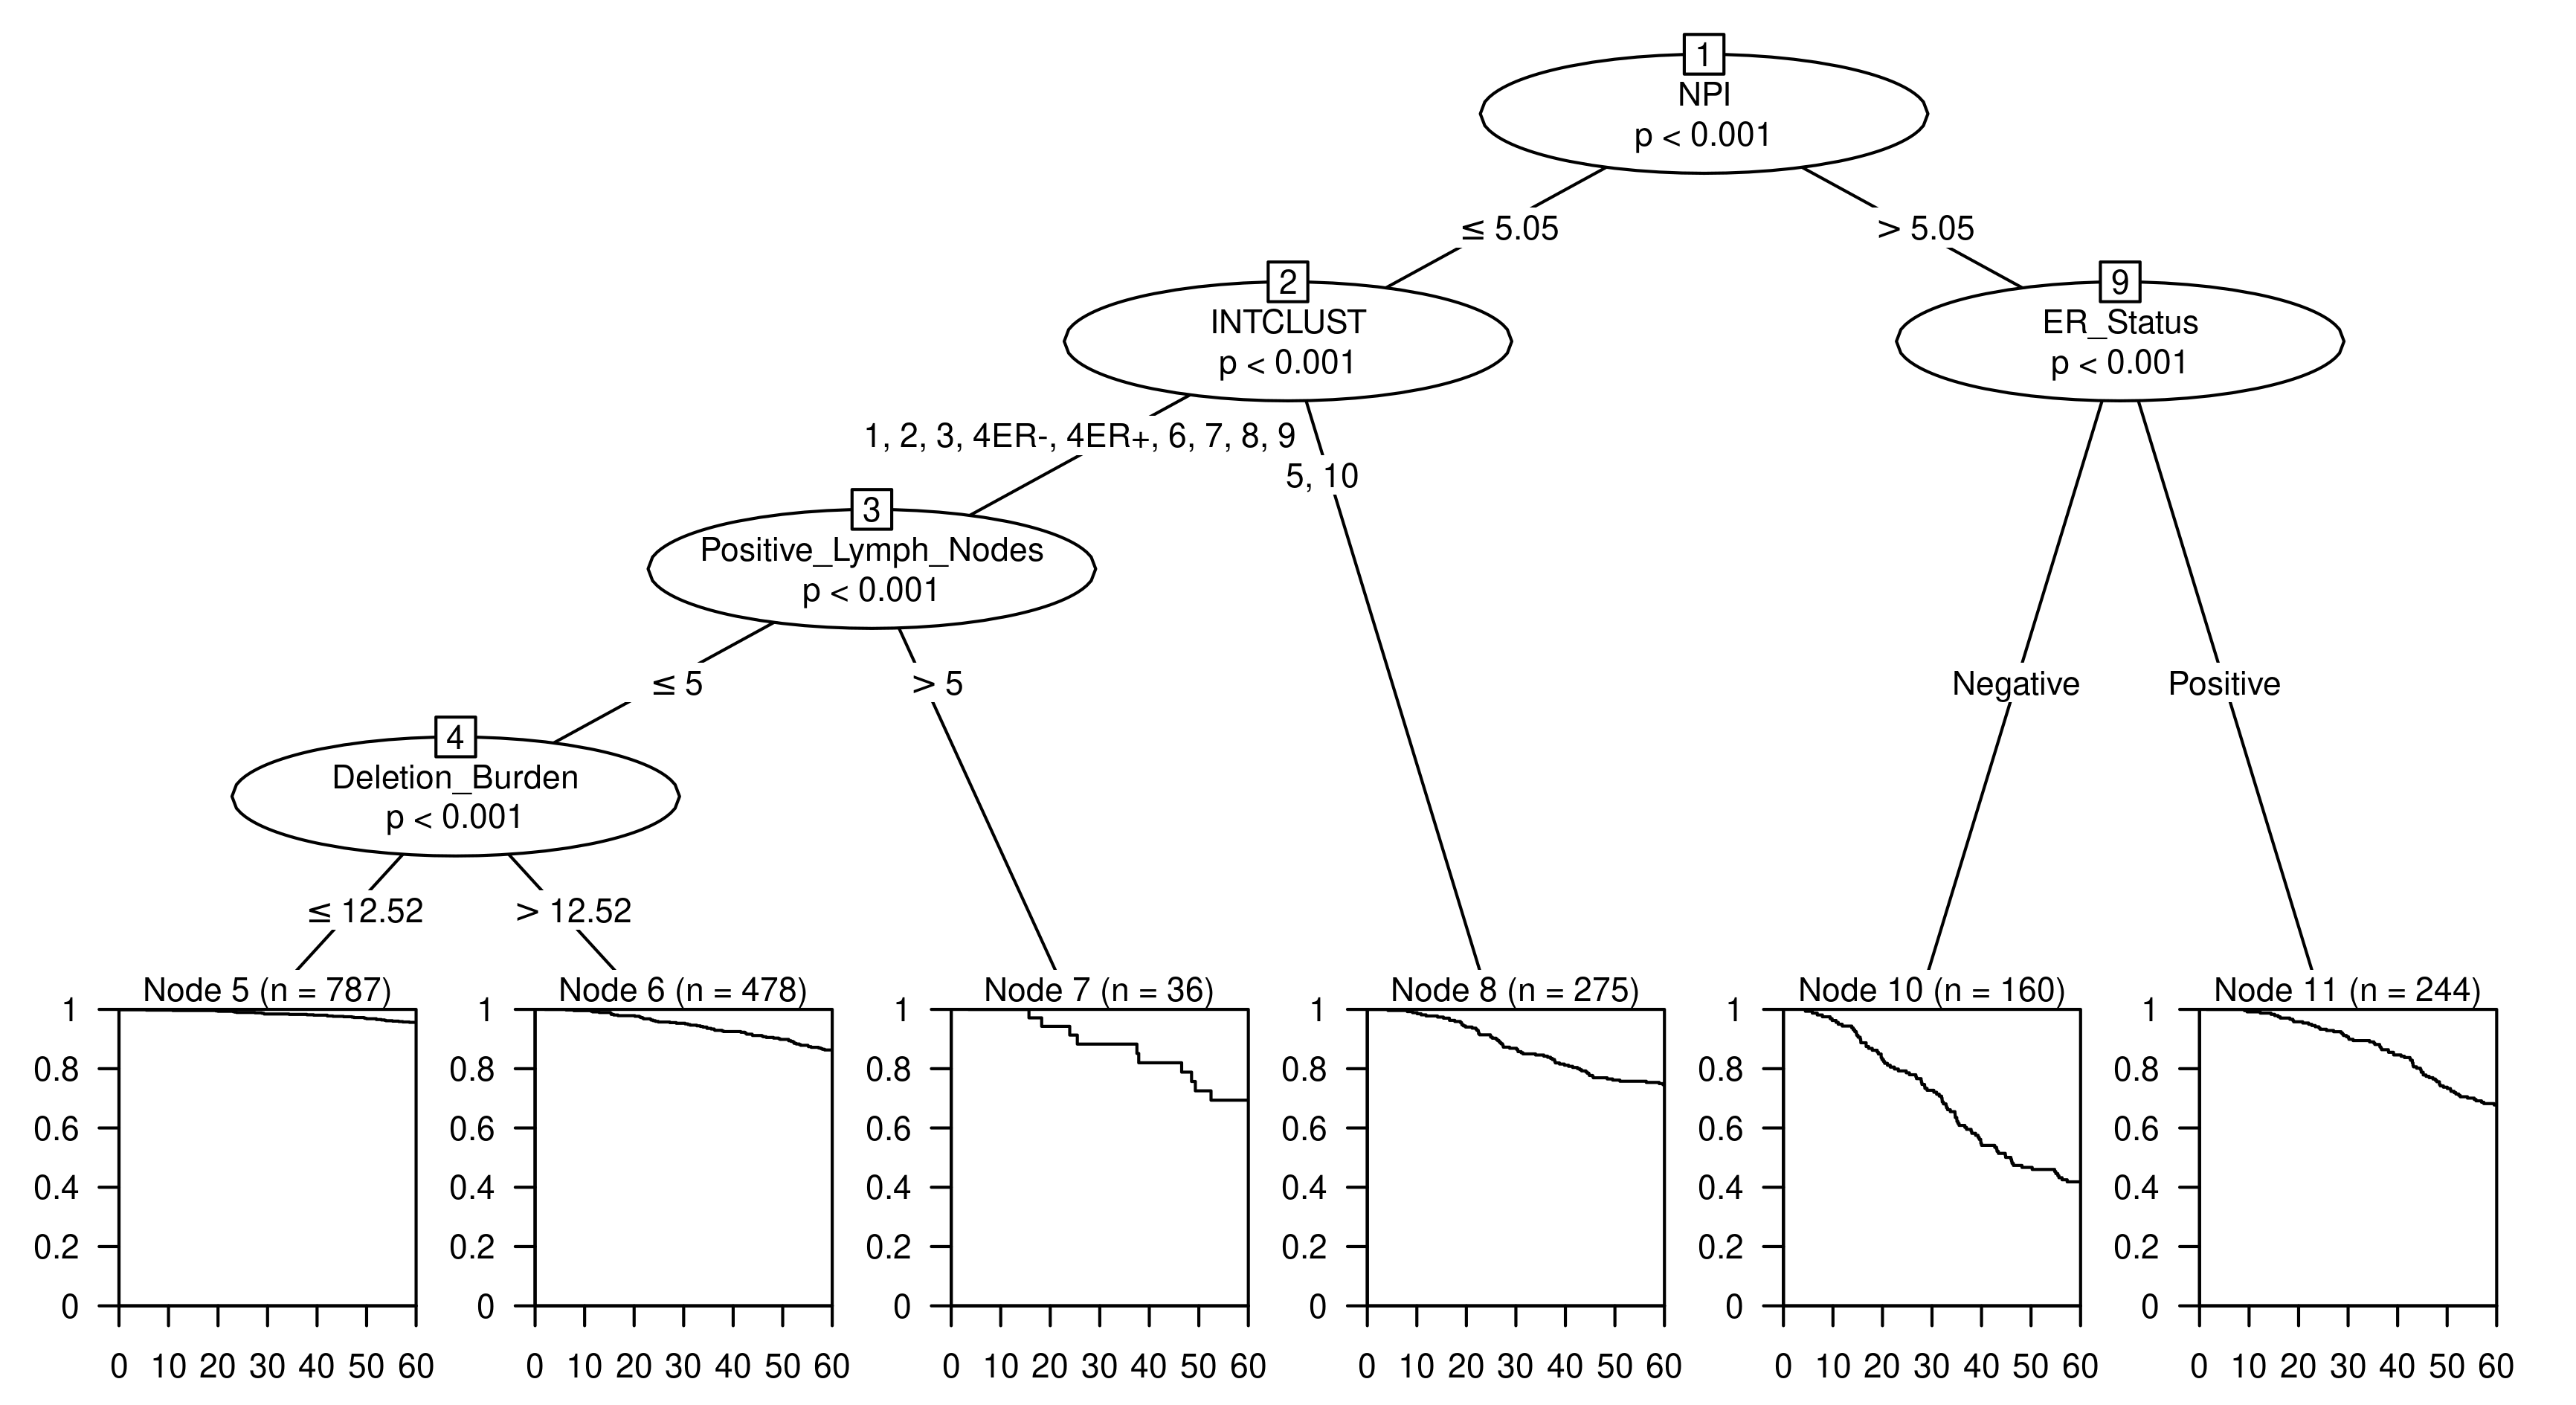 1
NPI
p < 0.001
≤ 5.05
> 5.05
2
INTCLUST
p < 0.001
9
ER_Status
p < 0.001
1, 2, 3, 4ER-, 4ER+, 6, 7, 8, 9
5, 10
3
Positive_Lymph_Nodes
p < 0.001
≤ 5
> 5
Negative
Positive
4
Deletion_Burden
p < 0.001
≤ 12.52
> 12.52
Node 5 (n = 787)
1
0.8
0.6
0.4
0.2
0
0 10 20 30 40 50 60
Node 6 (n = 478)
1
0.8
0.6
0.4
0.2
0
0 10 20 30 40 50 60
Node 7 (n = 36)
1
0.8
0.6
0.4
0.2
0
0 10 20 30 40 50 60
Node 8 (n = 275)
1
0.8
0.6
0.4
0.2
0
0 10 20 30 40 50 60
Node 10 (n = 160)
1
0.8
0.6
0.4
0.2
0
0 10 20 30 40 50 60
Node 11 (n = 244)
1
0.8
0.6
0.4
0.2
0
0 10 20 30 40 50 60